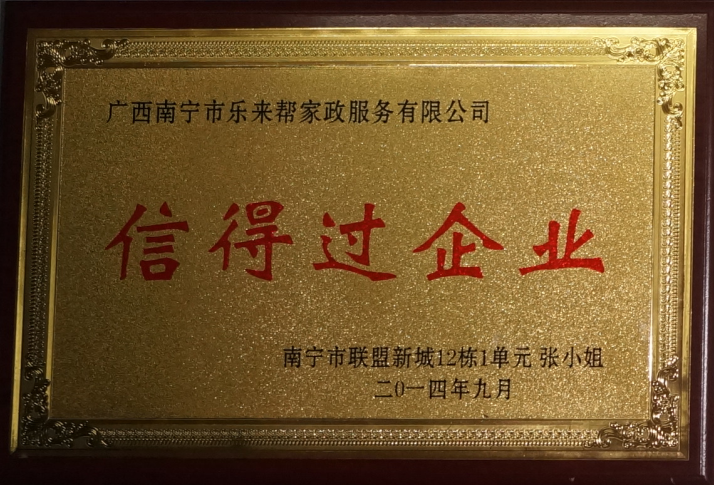 广西南宁市乐来帮家政服务有限公司
信得过企业
南宁市联盟新城12栋1单元 张小姐
二0一四年九月